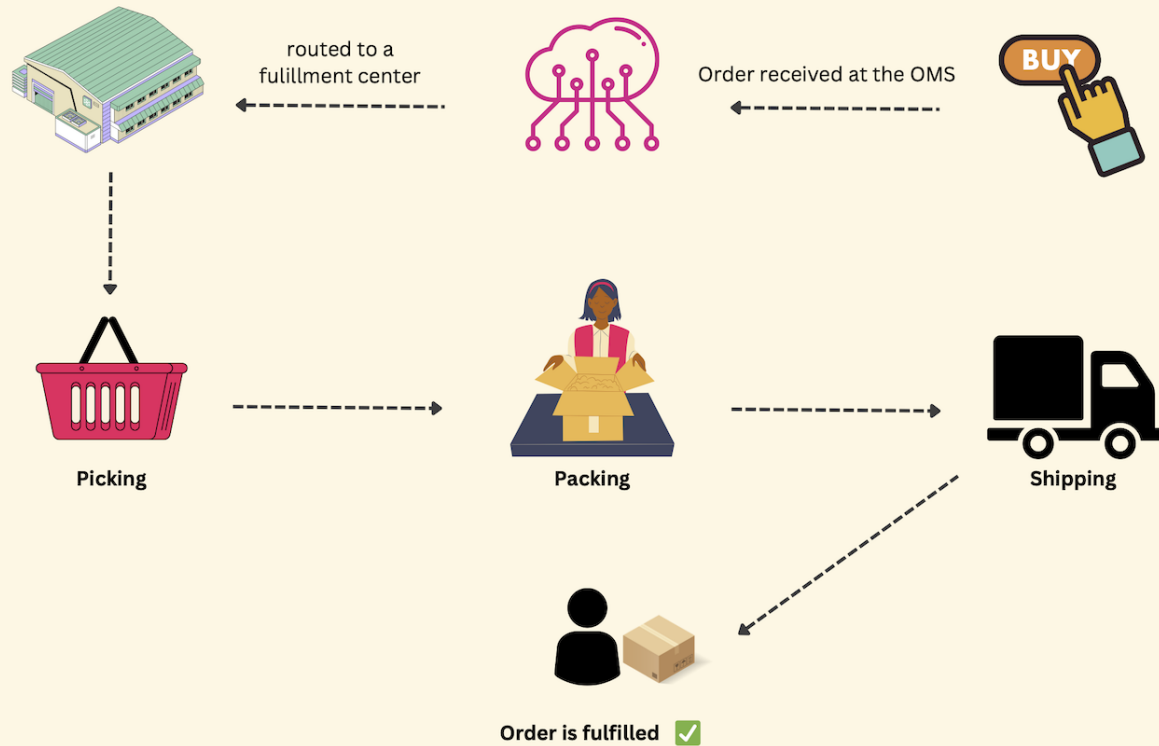 routed to a
fulillment center
Order received at the OMS
BUY
Picking
Packing
Shipping
Order is fulfilled